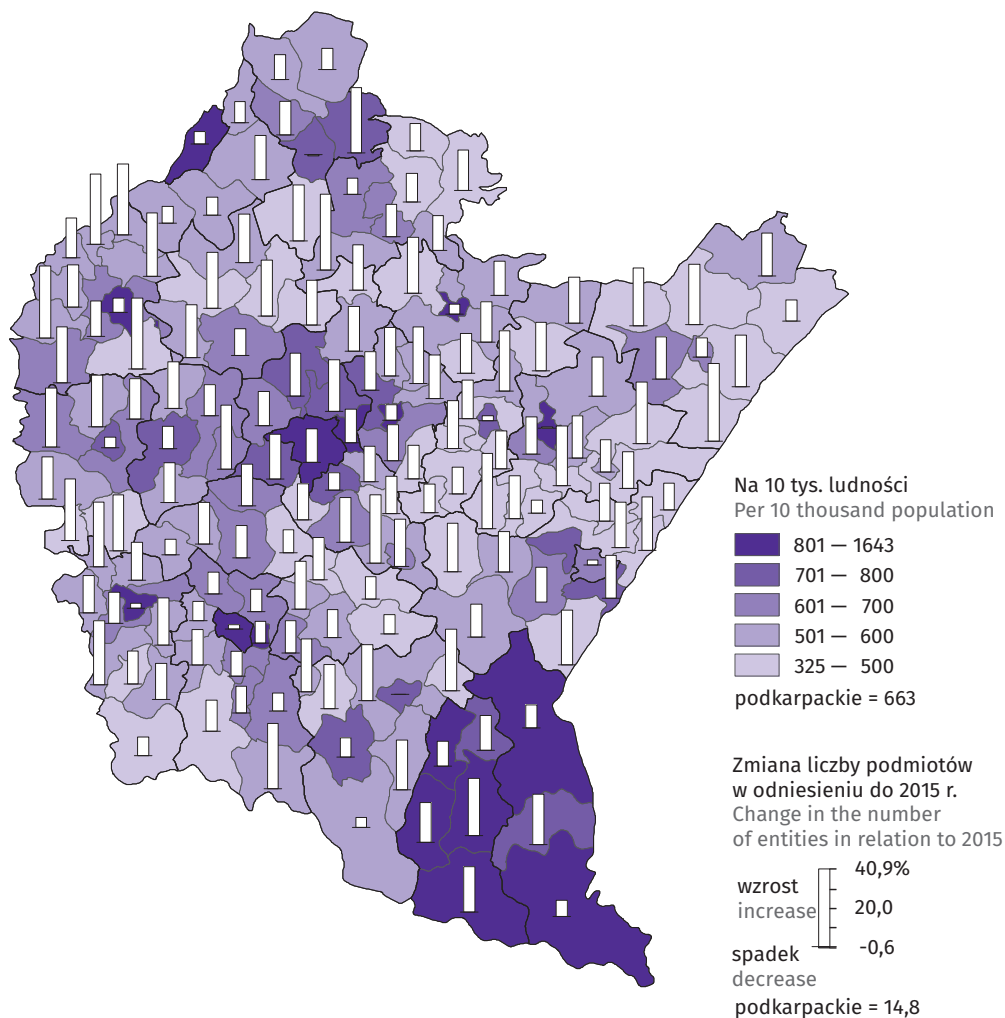 Na 10 tys. ludności
Per 10 thousand population
801 — 1643
701 — 800
601 — 700
501 — 600
325 — 500
podkarpackie = 663
Zmiana liczby podmiotów
w odniesieniu do 2015 r.
Change in the number
of entities in relation to 2015
40,9%
wzrost
increase
20,0
-0,6
spadek
decrease
podkarpackie = 14,8